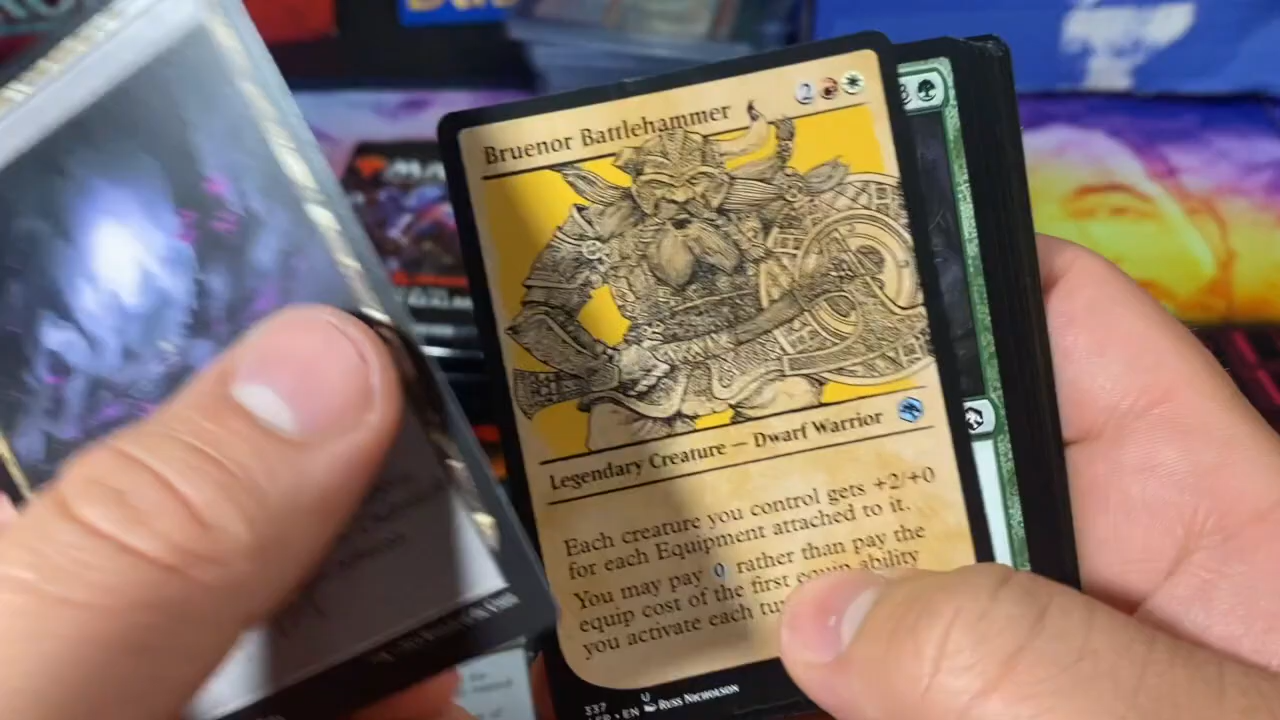 Bruenor Battlehammer
2
Legendary Creature — Dwarf Warrior
Each creature you control gets +2/+0
for each Equipment attached to it.
You may pay 0 rather than pay the
equip cost of the first equip ability
you activate each
337 U
EN RUSS NICHOLSON